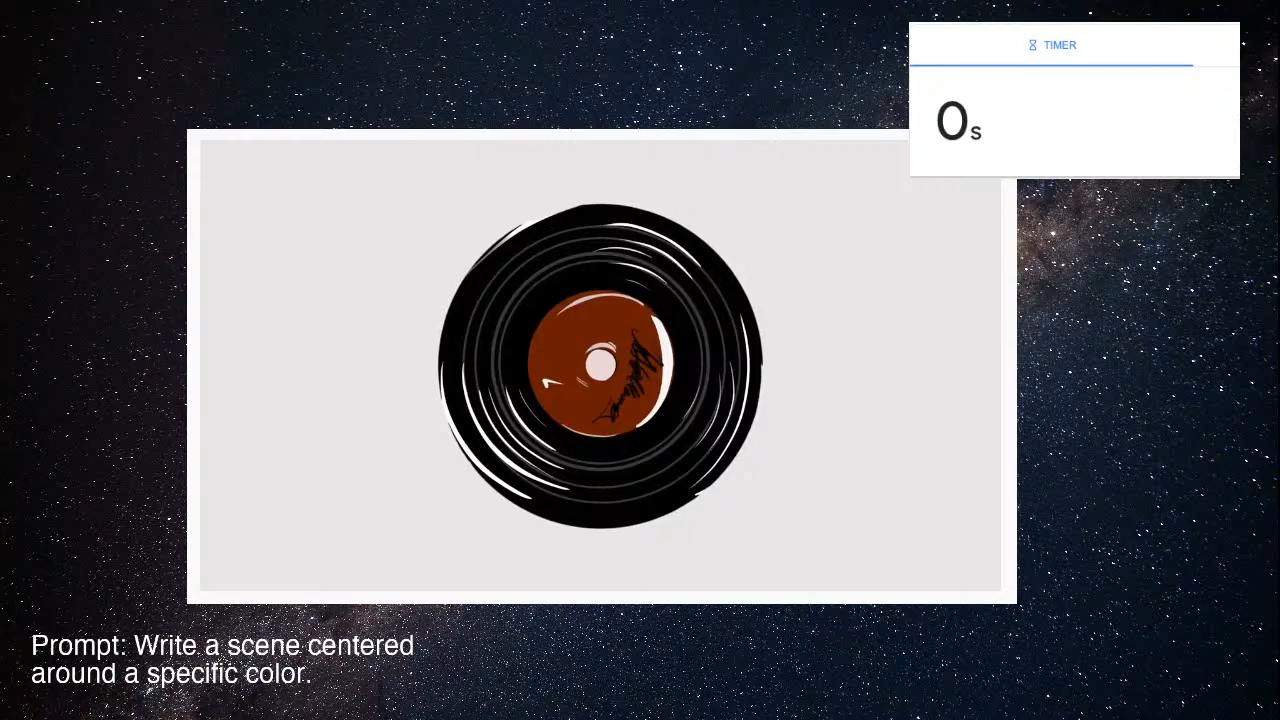 TIMER
0s
Prompt: Write a scene centered
around a specific color.